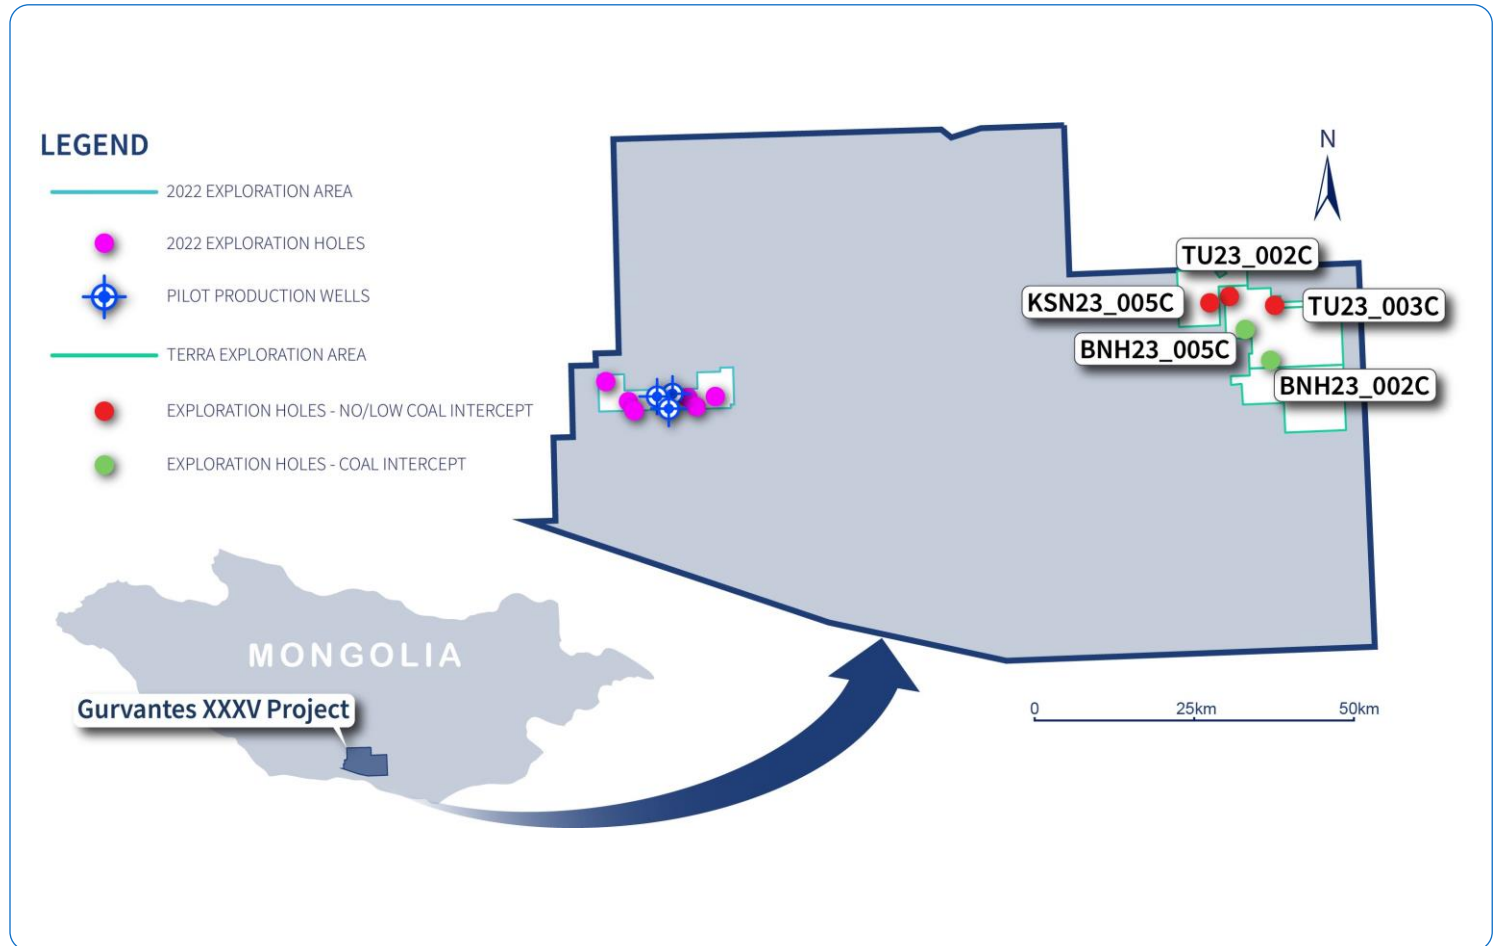 LEGEND
2022 EXPLORATION AREA
2022 EXPLORATION HOLES
PILOT PRODUCTION WELLS
TERRA EXPLORATION AREA
EXPLORATION HOLES - NO/LOW COAL INTERCEPT
EXPLORATION HOLES - COAL INTERCEPT
N
TU23_002C
KSN23_005C
TU23_003C
BNH23_005C
BNH23_002C
MONGOLIA
Gurvantes XXXV Project
0 25km 50km